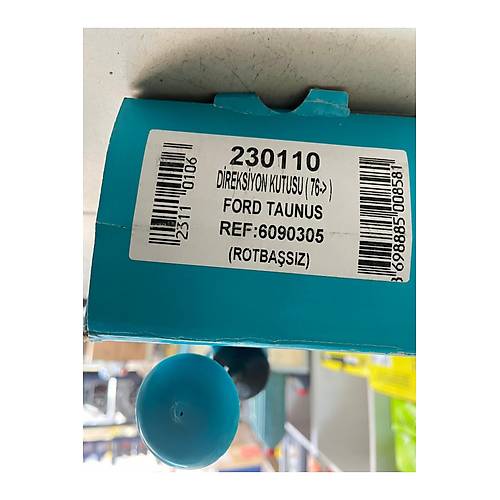 230110
DİREKSİYON KUTUSU ( 76-> )
FORD TAUNUS
REF:6090305
(ROTBAŞSIZ)
2311 0106
8 698885 008581